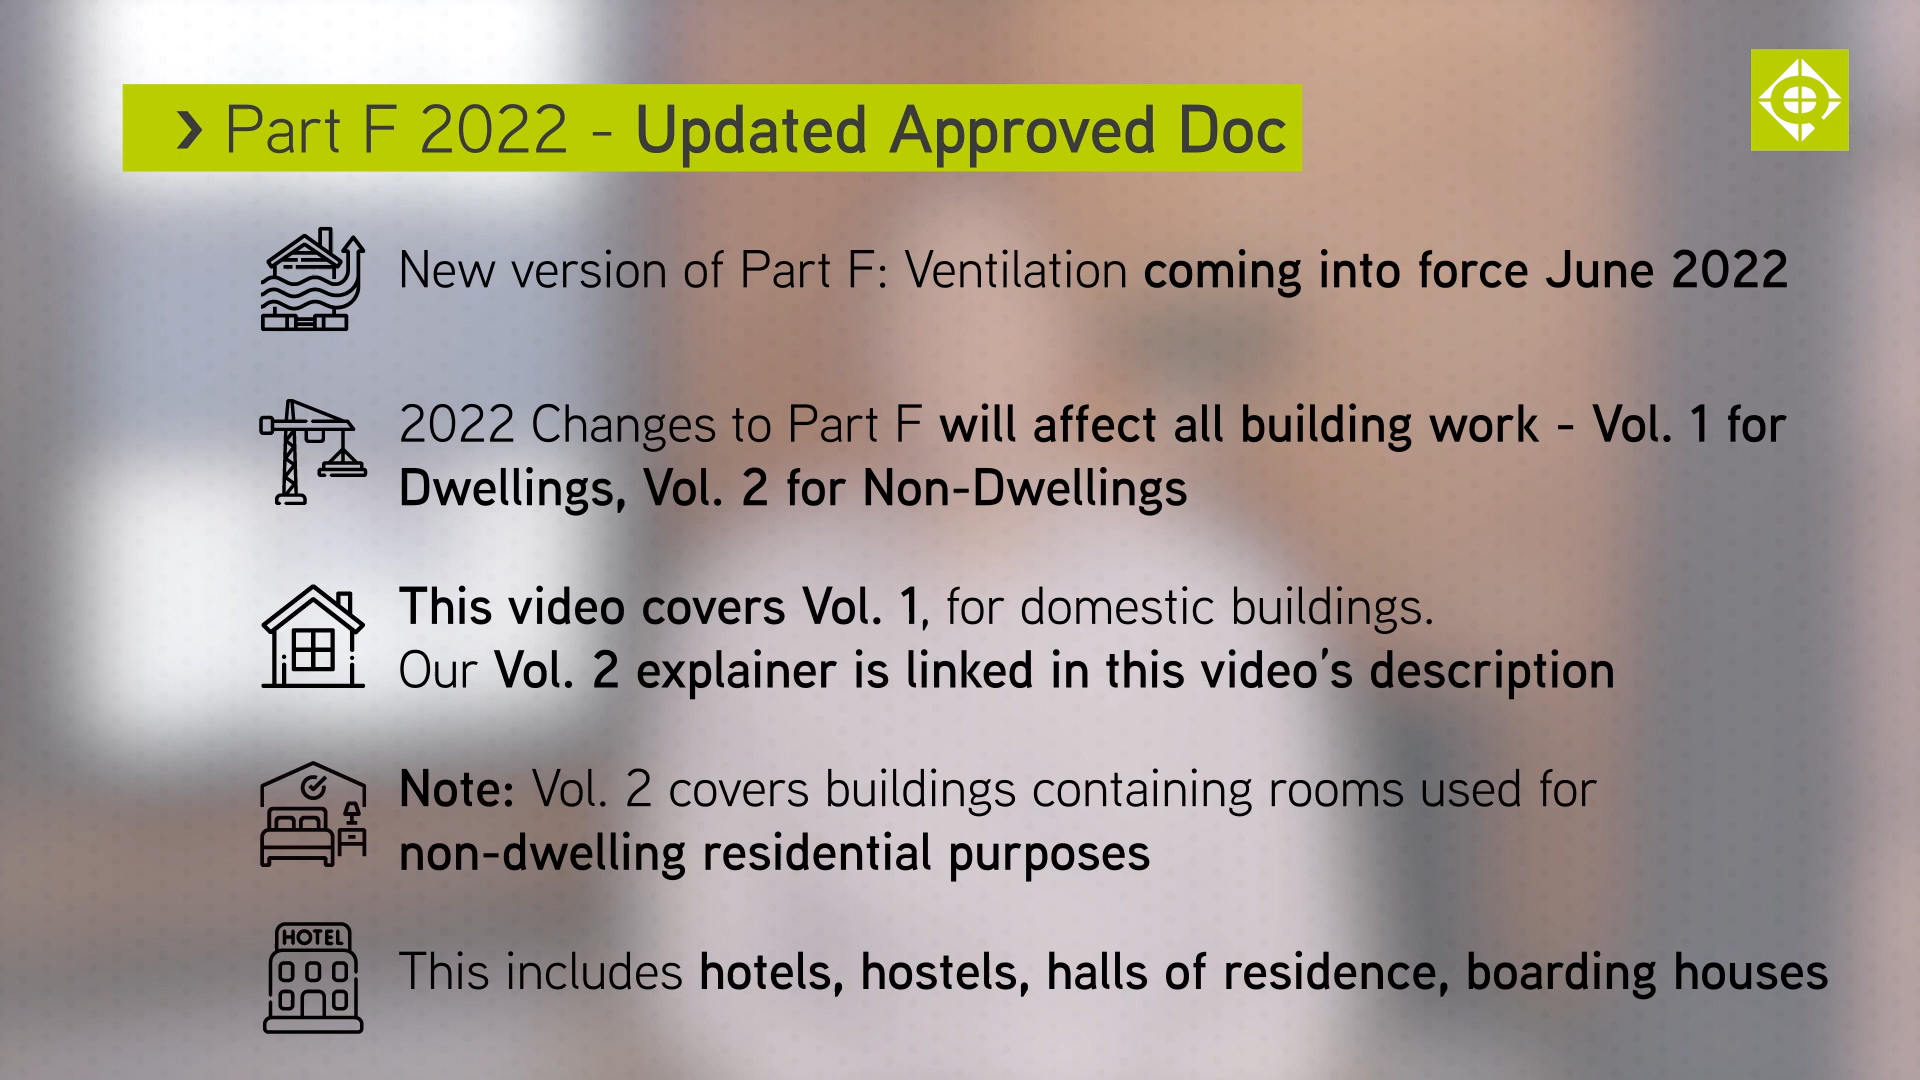 Part F 2022 - Updated Approved Doc
New version of Part F: Ventilation coming into force June 2022
2022 Changes to Part F will affect all building work - Vol. 1 for
Dwellings, Vol. 2 for Non-Dwellings
This video covers Vol. 1, for domestic buildings.
Our Vol. 2 explainer is linked in this video’s description
Note: Vol. 2 covers buildings containing rooms used for
non-dwelling residential purposes
HOTEL
This includes hotels, hostels, halls of residence, boarding houses